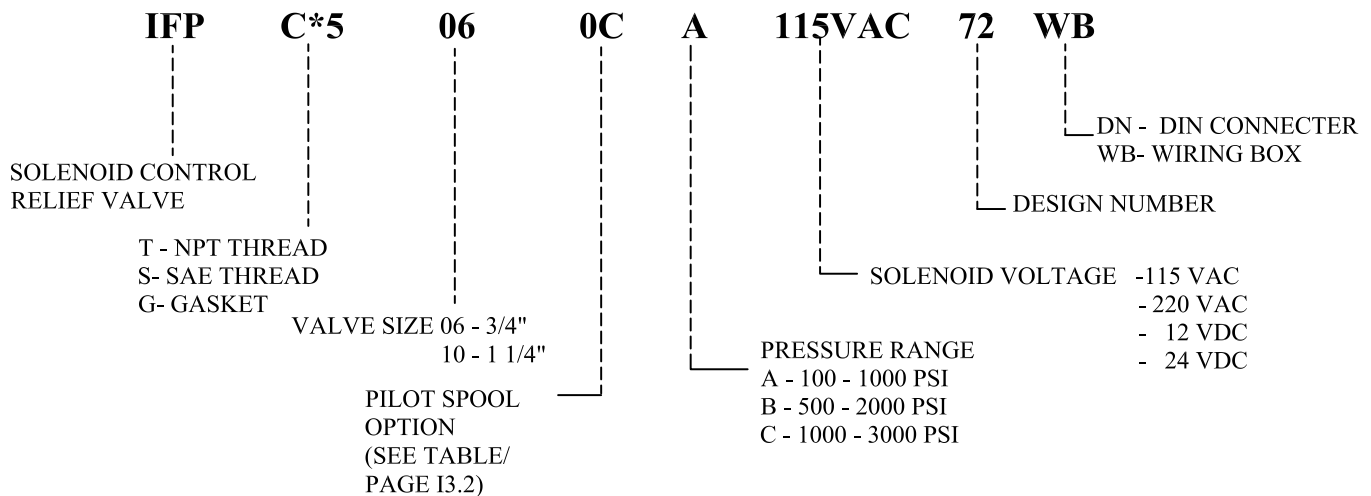 IFP C*5 06 0C A 115VAC 72 WB
DN - DIN CONNECTER
WB- WIRING BOX
SOLENOID CONTROL
RELIEF VALVE
DESIGN NUMBER
T - NPT THREAD
S- SAE THREAD
G- GASKET
SOLENOID VOLTAGE -115 VAC
- 220 VAC
- 12 VDC
- 24 VDC
VALVE SIZE 06 - 3/4"
10 - 1 1/4"
PRESSURE RANGE
A - 100 - 1000 PSI
B - 500 - 2000 PSI
C - 1000 - 3000 PSI
PILOT SPOOL
OPTION
(SEE TABLE/
PAGE I3.2)